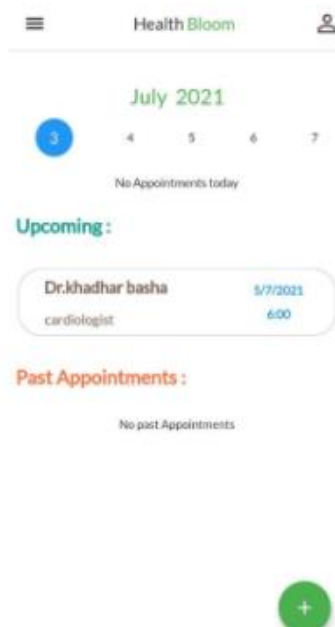 Health Bloom
July 2021
3 4 5 6 7
No Appointments today
Upcoming :
Dr.khadhar basha 5/7/2021
cardiologist 6:00
Past Appointments :
No past Appointments
+